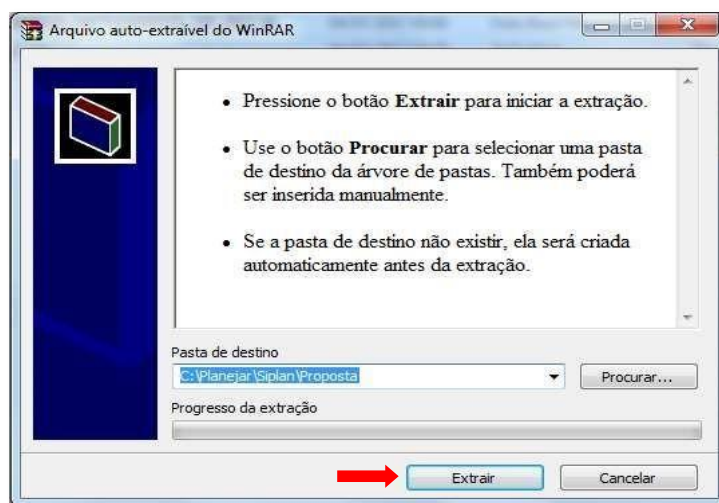 Arquivo auto-extraível do WinRAR
• Pressione o botão Extrair para iniciar a extração.
• Use o botão Procurar para selecionar uma pasta
de destino da árvore de pastas. Também poderá
ser inserida manualmente.
• Se a pasta de destino não existir, ela será criada
automaticamente antes da extração.
Pasta de destino
C:\Planejar\Siplan\Proposta
Procurar...
Progresso da extração
Extrair
Cancelar